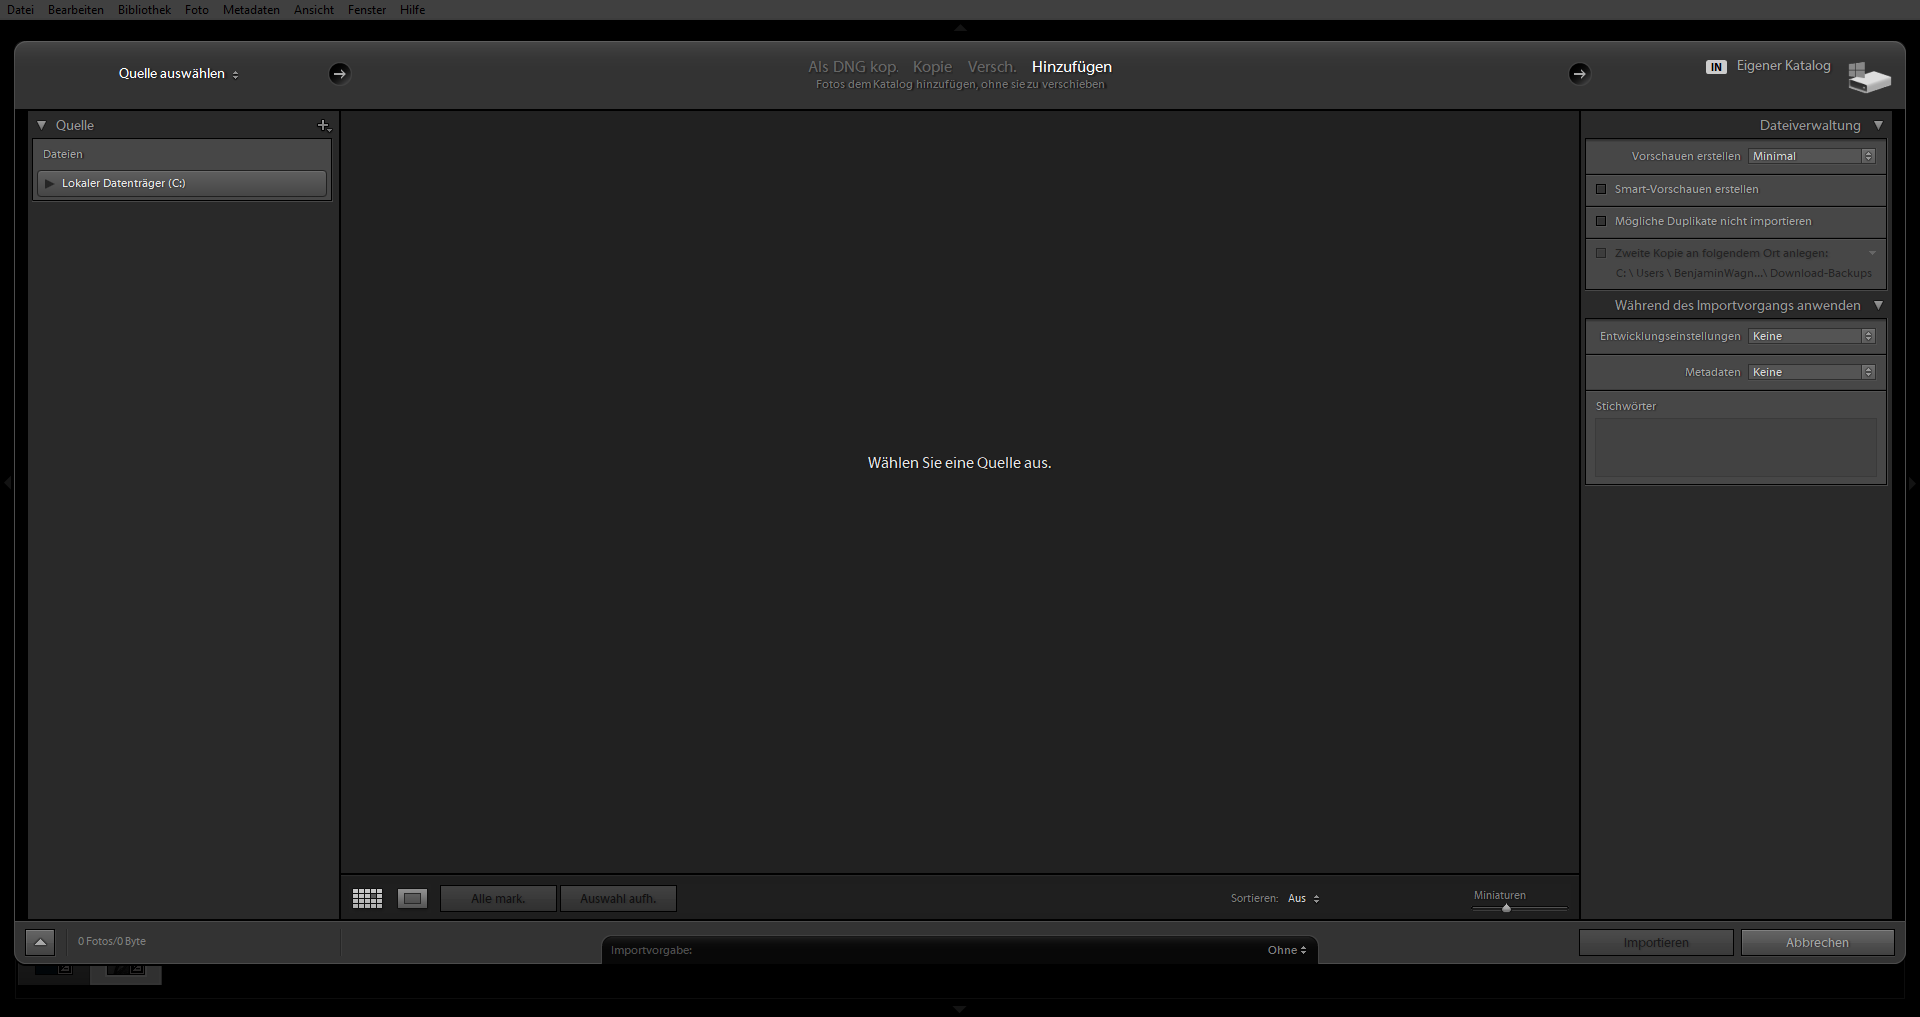 Datei Bearbeiten Bibliothek Foto Metadaten Ansicht Fenster Hilfe
Quelle auswählen
Als DNG kop. Kopie Versch. Hinzufügen
Fotos dem Katalog hinzufügen, ohne sie zu verschieben
IN Eigener Katalog
Quelle
Dateien
Lokaler Datenträger (C:)
Wählen Sie eine Quelle aus.
Dateiverwaltung
Vorschauen erstellen Minimal
Smart-Vorschauen erstellen
Mögliche Duplikate nicht importieren
Zweite Kopie an folgendem Ort anlegen:
C: \ Users \ BenjaminWagn...\ Download-Backups
Während des Importvorgangs anwenden
Entwicklungseinstellungen Keine
Metadaten Keine
Stichwörter
Alle mark. Auswahl aufh. Sortieren: Aus Miniaturen
0 Fotos/0 Byte
Importvorgabe: Ohne
Importieren Abbrechen